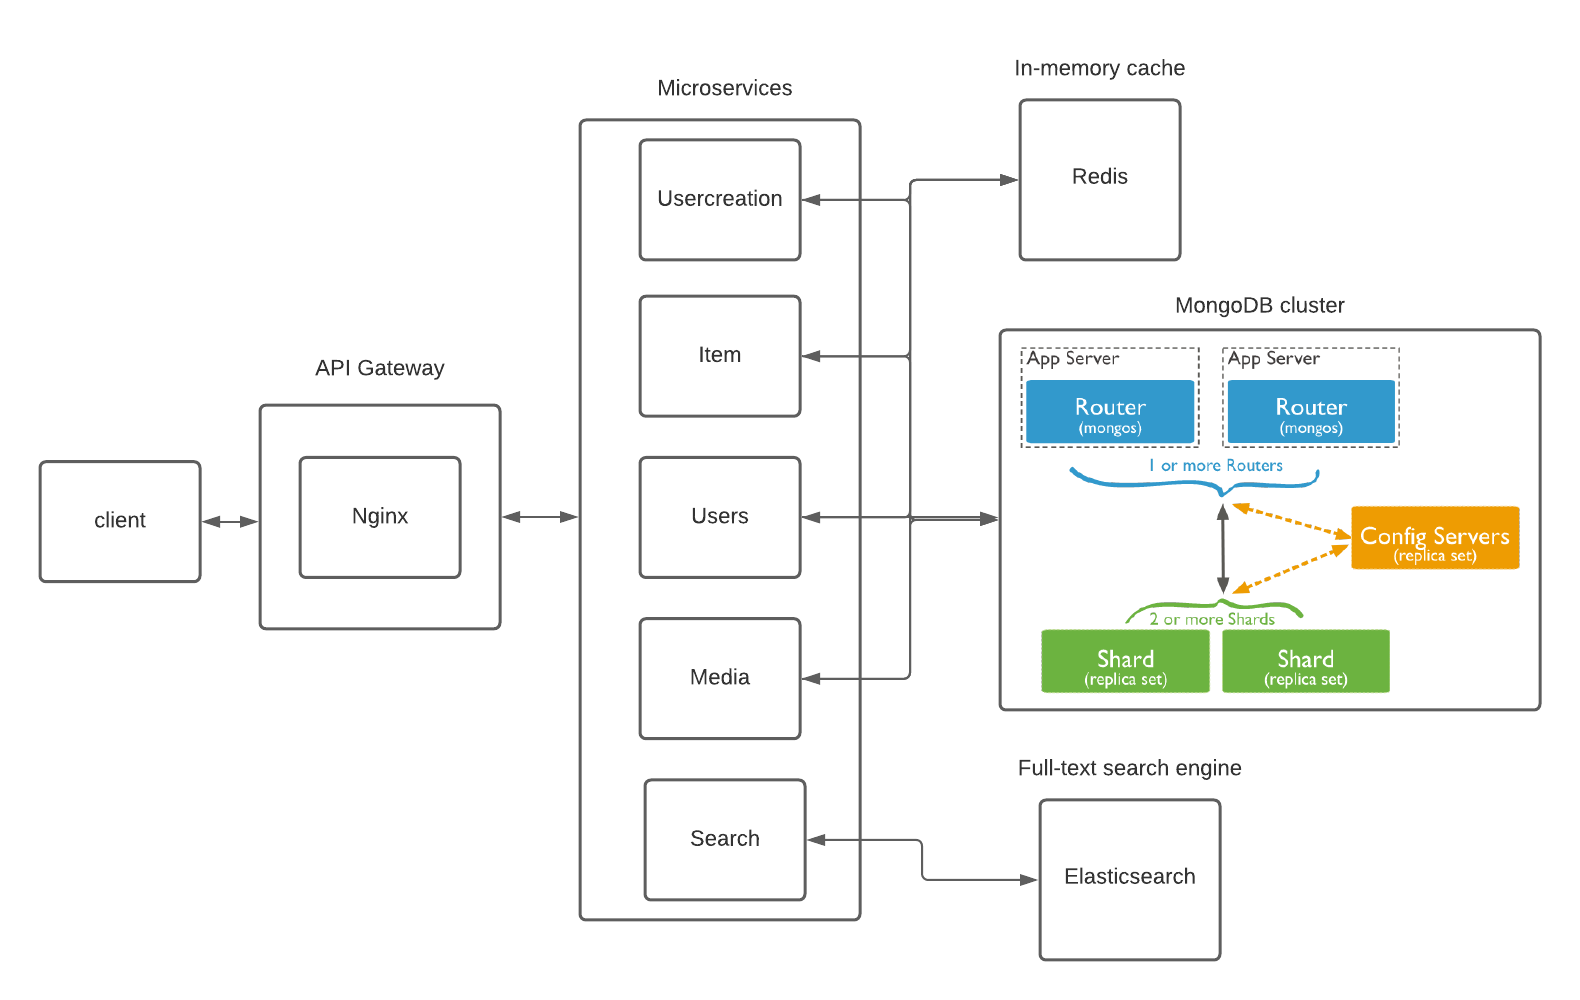 In-memory cache
Microservices
Redis
Usercreation
MongoDB cluster
Item
App Server
App Server
Router
(mongos)
Router
(mongos)
API Gateway
1 or more Routers
client
Nginx
Users
Config Servers
(replica set)
2 or more Shards
Shard
(replica set)
Shard
(replica set)
Media
Full-text search engine
Search
Elasticsearch